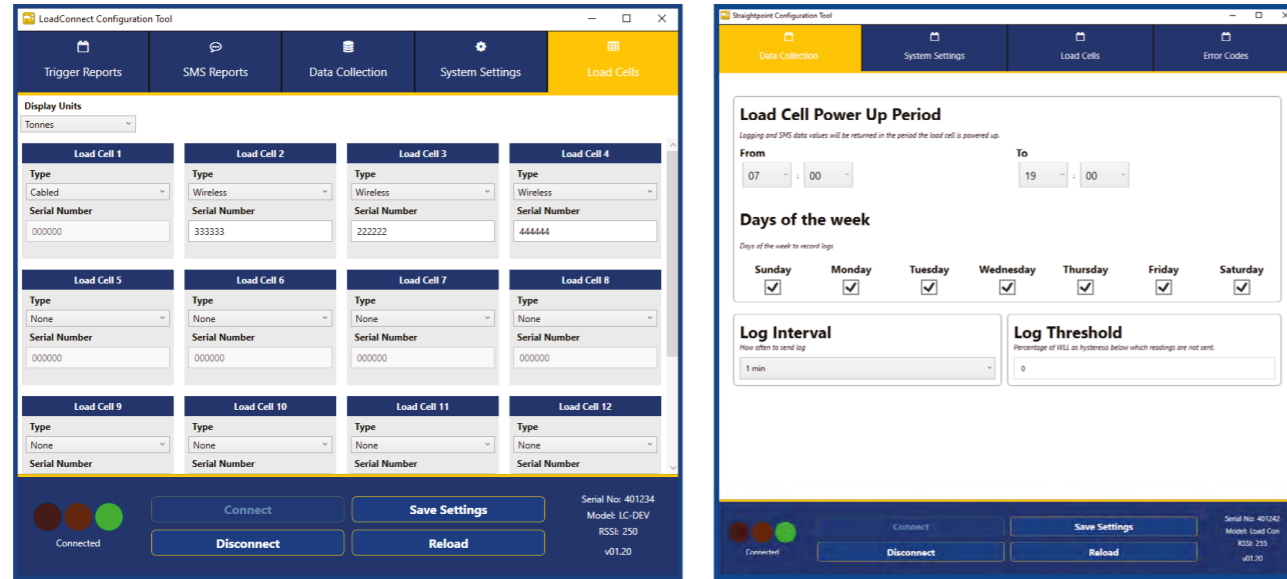 LoadConnect Configuration Tool
Trigger Reports SMS Reports Data Collection System Settings Load Cells
Display Units
Tonnes
Load Cell 1 Load Cell 2 Load Cell 3 Load Cell 4
Type Type Type Type
Cabled Wireless Wireless Wireless
Serial Number Serial Number Serial Number Serial Number
000000 333333 222222 444444
Load Cell 5 Load Cell 6 Load Cell 7 Load Cell 8
Type Type Type Type
None None None None
Serial Number Serial Number Serial Number Serial Number
000000 000000 000000 000000
Load Cell 9 Load Cell 10 Load Cell 11 Load Cell 12
Type Type Type Type
None None None None
Serial Number Serial Number Serial Number Serial Number
Connected
Connect Save Settings
Disconnect Reload
Serial No: 401234
Model: LC-DEV
RSSI: 250
v01.20
Straightpoint Configuration Tool
Data Collection System Settings Load Cells Error Codes
Load Cell Power Up Period
Logging and SMS data values will be returned in the period the load cell is powered up.
From To
07 : 00 19 : 00
Days of the week
Days of the week to record logs
Sunday Monday Tuesday Wednesday Thursday Friday Saturday
Log Interval
How often to send log
1 min
Log Threshold
Percentage of WLL as hysteresis below which readings are not sent.
0
Connected
Connect Save Settings
Disconnect Reload
Serial No: 401242
Model: Load Con
RSSI: 255
v01.20